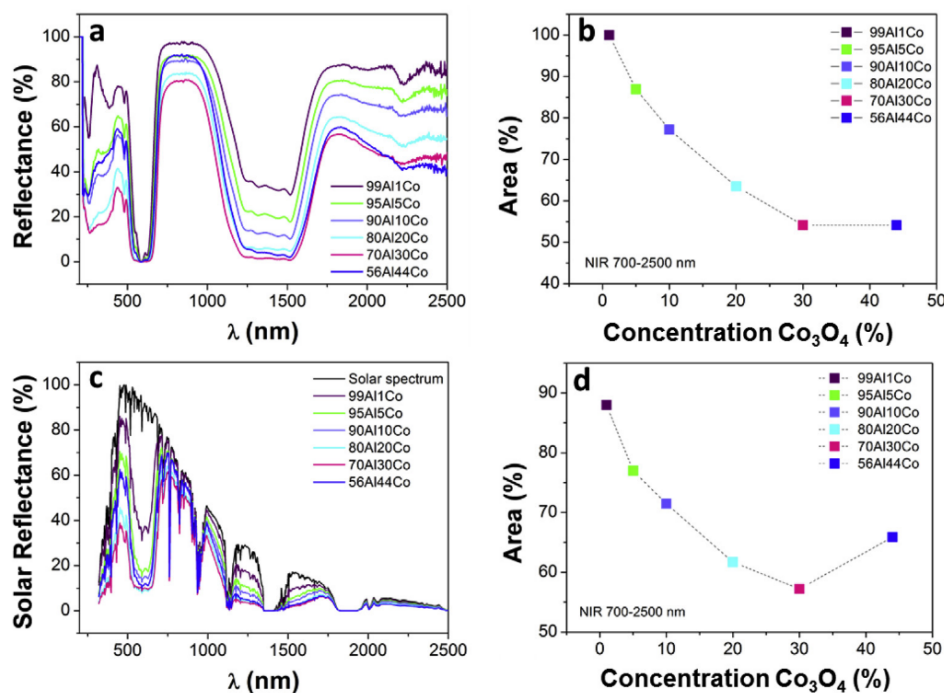 a
Reflectance (%)
100
80
60
40
20
0
99Al1Co
95Al5Co
90Al10Co
80Al20Co
70Al30Co
56Al44Co
500 1000 1500 2000 2500
λ (nm)
b
Area (%)
100
90
80
70
60
50
99Al1Co
95Al5Co
90Al10Co
80Al20Co
70Al30Co
56Al44Co
NIR 700-2500 nm
0 10 20 30 40 50
Concentration Co₃O₄ (%)
c
Solar Reflectance (%)
100
80
60
40
20
0
Solar spectrum
99Al1Co
95Al5Co
90Al10Co
80Al20Co
70Al30Co
56Al44Co
500 1000 1500 2000 2500
λ (nm)
d
Area (%)
90
80
70
60
50
99Al1Co
95Al5Co
90Al10Co
80Al20Co
70Al30Co
56Al44Co
NIR 700-2500 nm
0 10 20 30 40 50
Concentration Co₃O₄ (%)